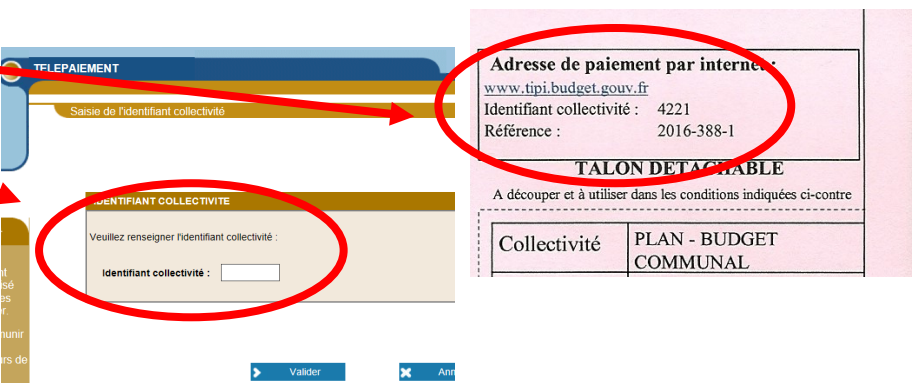 TELEPAIEMENT
Saisie de l'identifiant collectivité
IDENTIFIANT COLLECTIVITE
Veuillez renseigner l'identifiant collectivité :
Identifiant collectivité :
Valider
Adresse de paiement par internet :
www.tipi.budget.gouv.fr
Identifiant collectivité : 4221
Référence : 2016-388-1
TALON DETACHABLE
A découper et à utiliser dans les conditions indiquées ci-contre
Collectivité PLAN - BUDGET
COMMUNAL